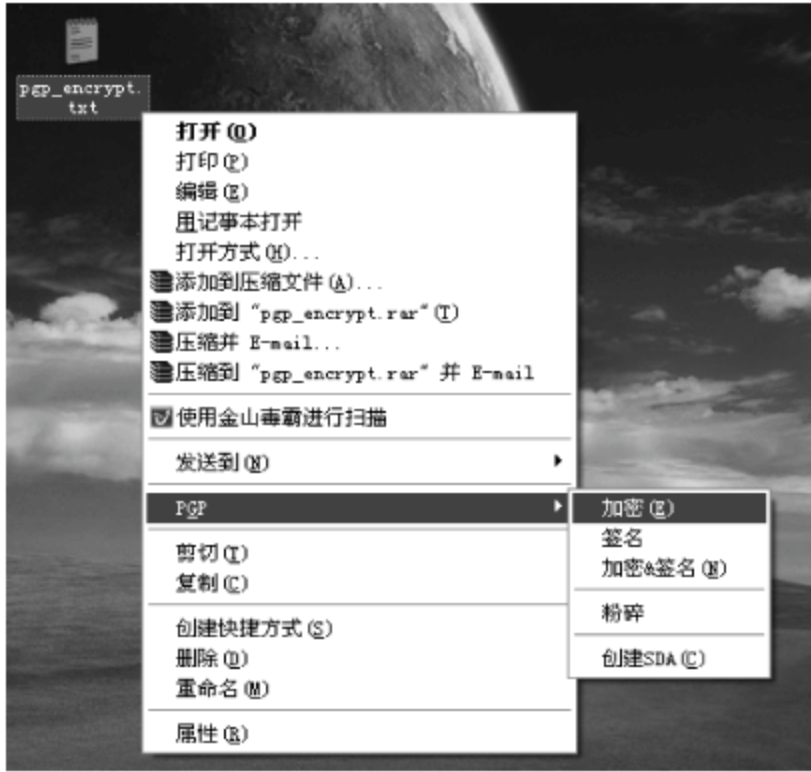 pgp_encrypt.
txt
打开(O)
打印(P)
编辑(E)
用记事本打开
打开方式(H)...
添加到压缩文件(A)...
添加到 "pgp_encrypt.rar"(T)
压缩并 E-mail...
压缩到 "pgp_encrypt.rar" 并 E-mail
使用金山毒霸进行扫描
发送到(N)
PGP
加密(E)
签名
加密&签名(N)
粉碎
创建SDA(C)
剪切(T)
复制(C)
创建快捷方式(S)
删除(D)
重命名(M)
属性(R)